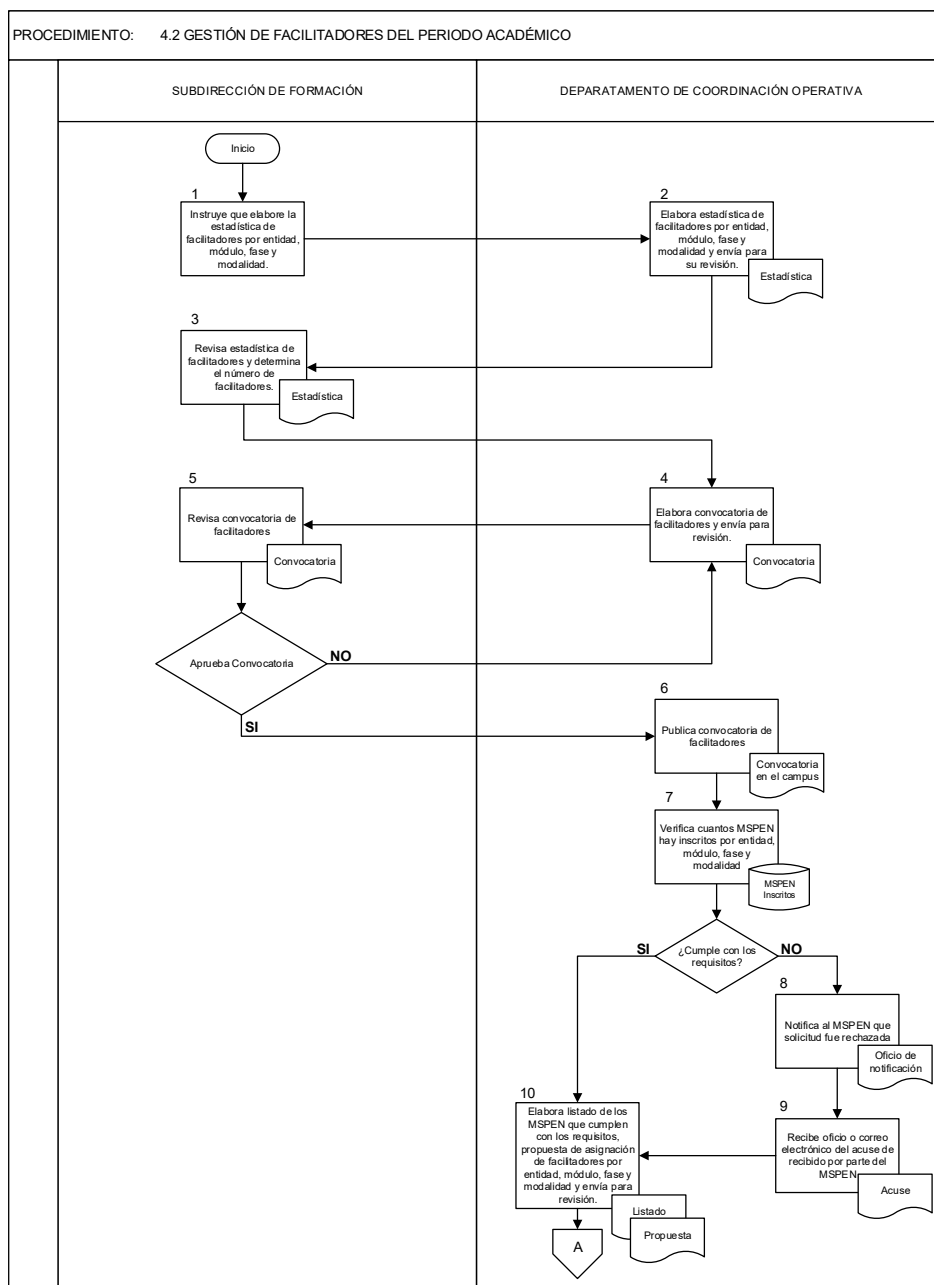 PROCEDIMIENTO: 4.2 GESTIÓN DE FACILITADORES DEL PERIODO ACADÉMICO
SUBDIRECCIÓN DE FORMACIÓN
DEPARATAMENTO DE COORDINACIÓN OPERATIVA
Inicio
1
Instruye que elabore la
estadística de
facilitadores por entidad,
módulo, fase y
modalidad.
2
Elabora estadística de
facilitadores por entidad,
módulo, fase y
modalidad y envía para
su revisión.
Estadística
3
Revisa estadística de
facilitadores y determina
el número de
facilitadores.
Estadística
4
Elabora convocatoria de
facilitadores y envía para
revisión.
Convocatoria
5
Revisa convocatoria de
facilitadores
Convocatoria
Aprueba Convocatoria
NO
SI
6
Publica convocatoria de
facilitadores
Convocatoria
en el campus
7
Verifica cuantos MSPEN
hay inscritos por entidad,
módulo, fase y
modalidad
MSPEN
Inscritos
¿Cumple con los
requisitos?
SI
NO
8
Notifica al MSPEN que
solicitud fue rechazada
Oficio de
notificación
9
Recibe oficio o correo
electrónico del acuse de
recibido por parte del
MSPEN
Acuse
10
Elabora listado de los
MSPEN que cumplen
con los requisitos,
propuesta de asignación
de facilitadores por
entidad, módulo, fase y
modalidad y envía para
revisión.
Listado
Propuesta
A